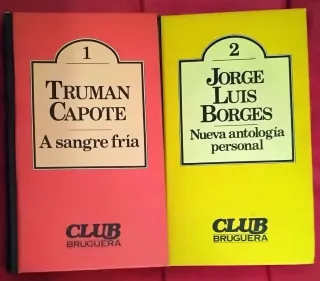 1
TRUMAN
CAPOTE
A sangre fría
CLUB
BRUGUERA
2
JORGE
LUIS
BORGES
Nueva antología
personal
CLUB
BRUGUERA